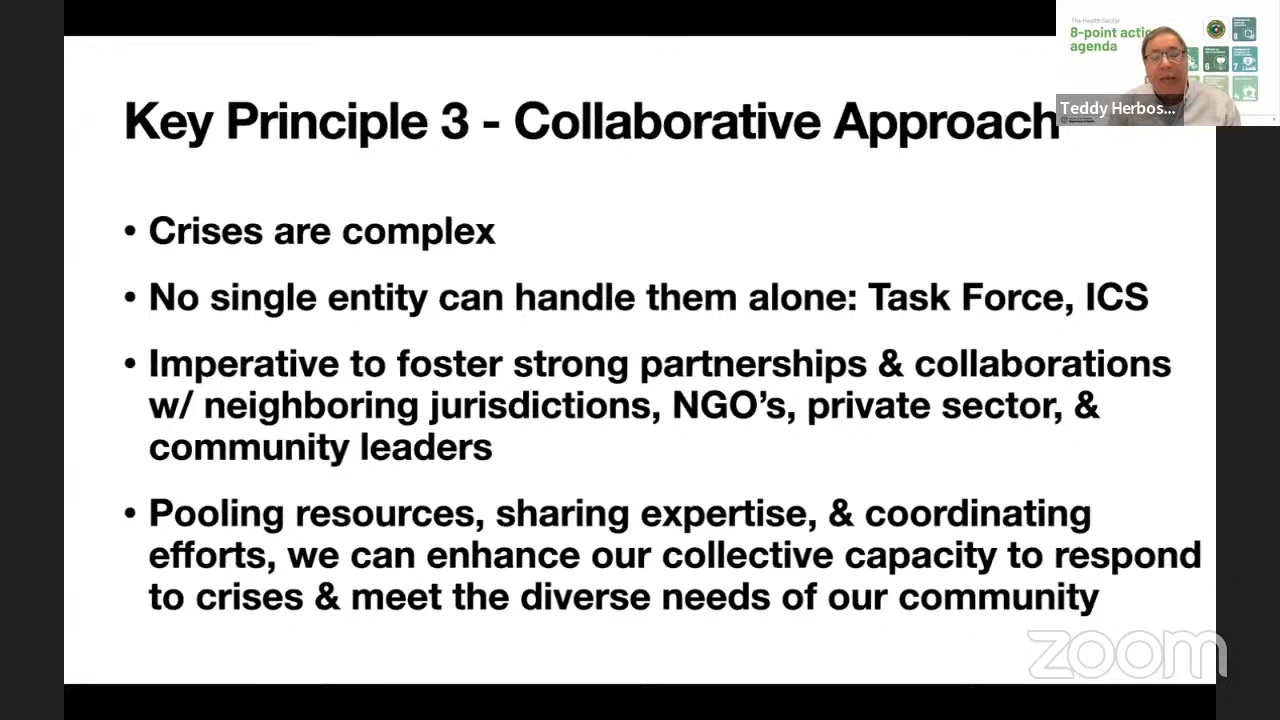 Key Principle 3 - Collaborative Approach
• Crises are complex
• No single entity can handle them alone: Task Force, ICS
• Imperative to foster strong partnerships & collaborations
w/ neighboring jurisdictions, NGO’s, private sector, &
community leaders
• Pooling resources, sharing expertise, & coordinating
efforts, we can enhance our collective capacity to respond
to crises & meet the diverse needs of our community
The Health Sector
8-point
agenda
8
6
7
Teddy Herbos...
zoom